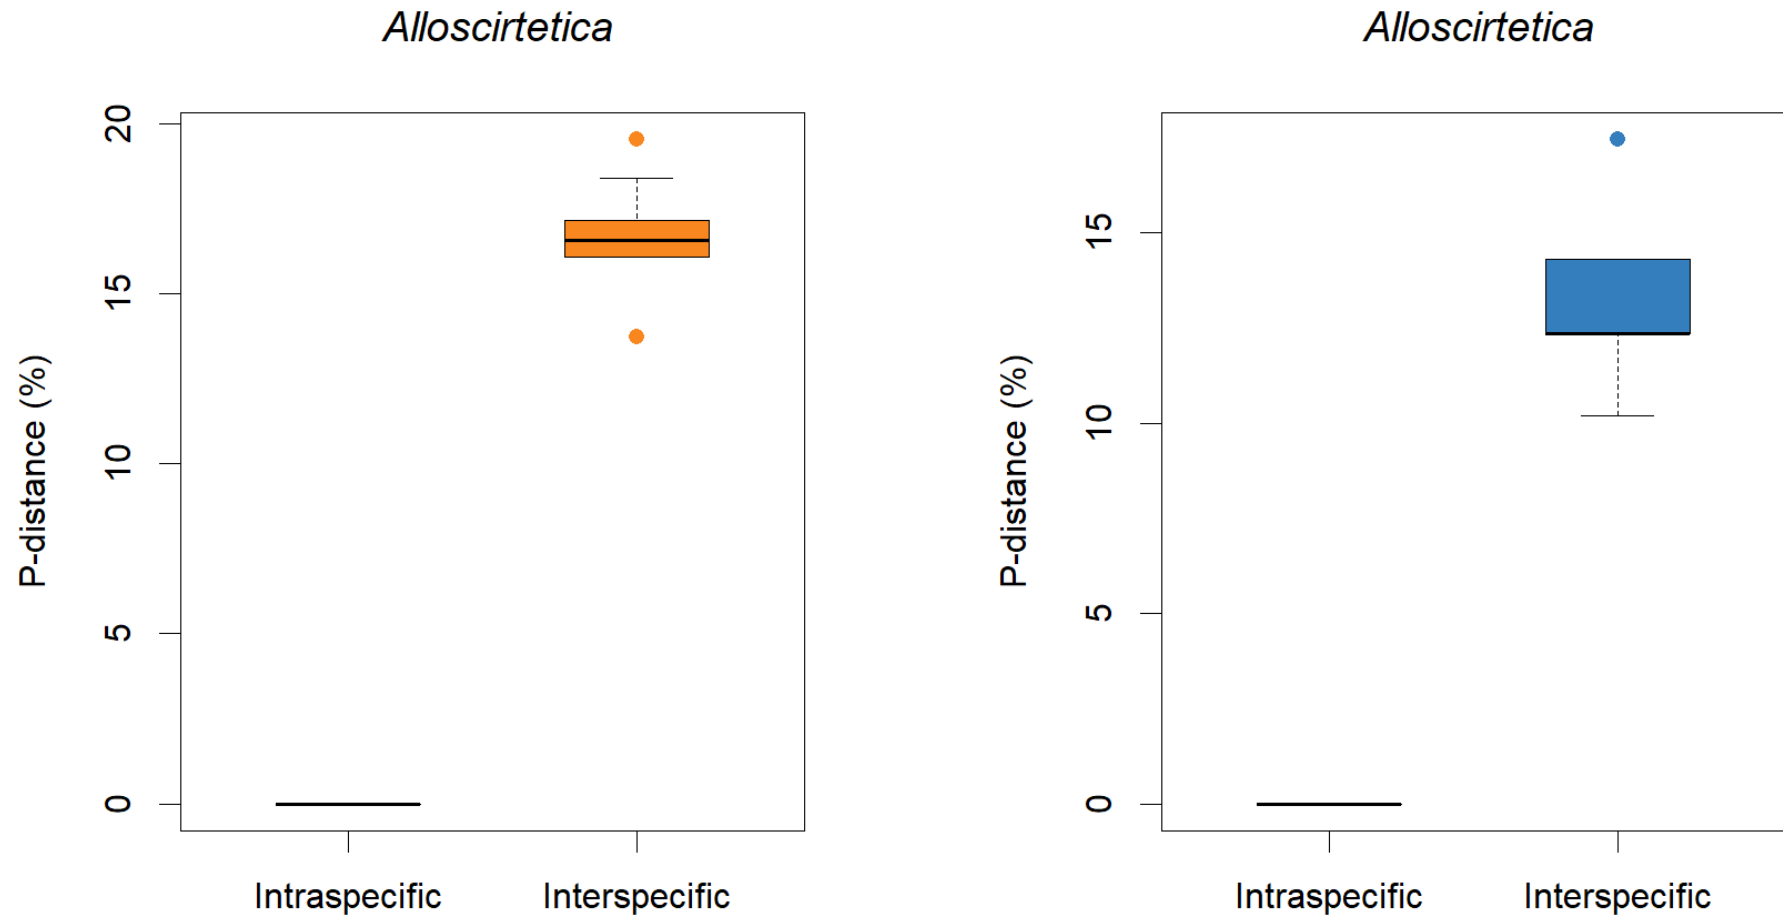 Alloscirtetica
P-distance (%)
20
15
10
5
0
Intraspecific
Interspecific
Alloscirtetica
P-distance (%)
15
10
5
0
Intraspecific
Interspecific